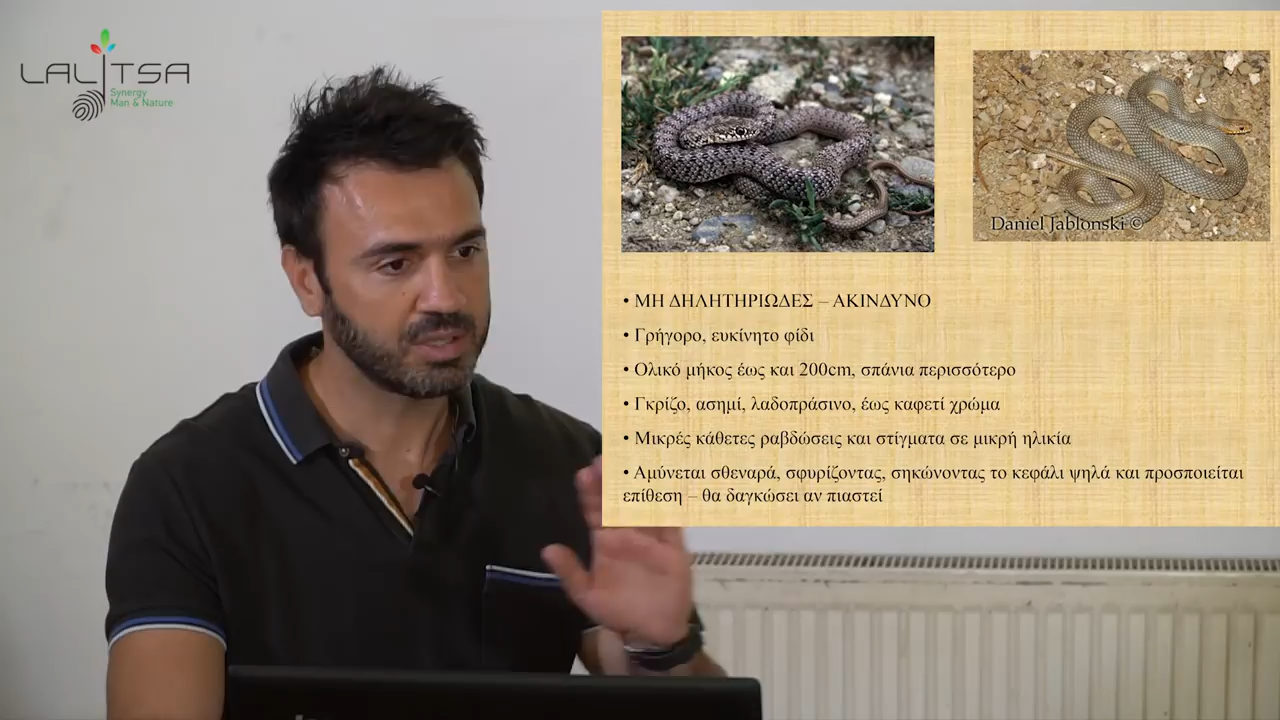 LALITSA
Synergy
Man & Nature
Daniel Jablonski ©
• ΜΗ ΔΗΛΗΤΗΡΙΩΔΕΣ – ΑΚΙΝΔΥΝΟ
• Γρήγορο, ευκίνητο φίδι
• Ολικό μήκος έως και 200cm, σπάνια περισσότερο
• Γκρίζο, ασημί, λαδοπράσινο, έως καφετί χρώμα
• Μικρές κάθετες ραβδώσεις και στίγματα σε μικρή ηλικία
• Αμύνεται σθεναρά, σφυρίζοντας, σηκώνοντας το κεφάλι ψηλά και προσποιείται
επίθεση – θα δαγκώσει αν πιαστεί